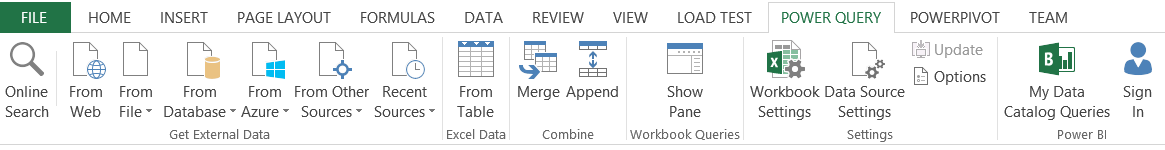 FILE HOME INSERT PAGE LAYOUT FORMULAS DATA REVIEW VIEW LOAD TEST POWER QUERY POWERPIVOT TEAM
Online Search
From Web
From File
From Database
From Azure
From Other Sources
Recent Sources
Get External Data
From Table
Excel Data
Merge
Append
Combine
Show Pane
Workbook Queries
Workbook Settings
Data Source Settings
Update
Options
Settings
My Data Catalog Queries
Sign In
Power BI